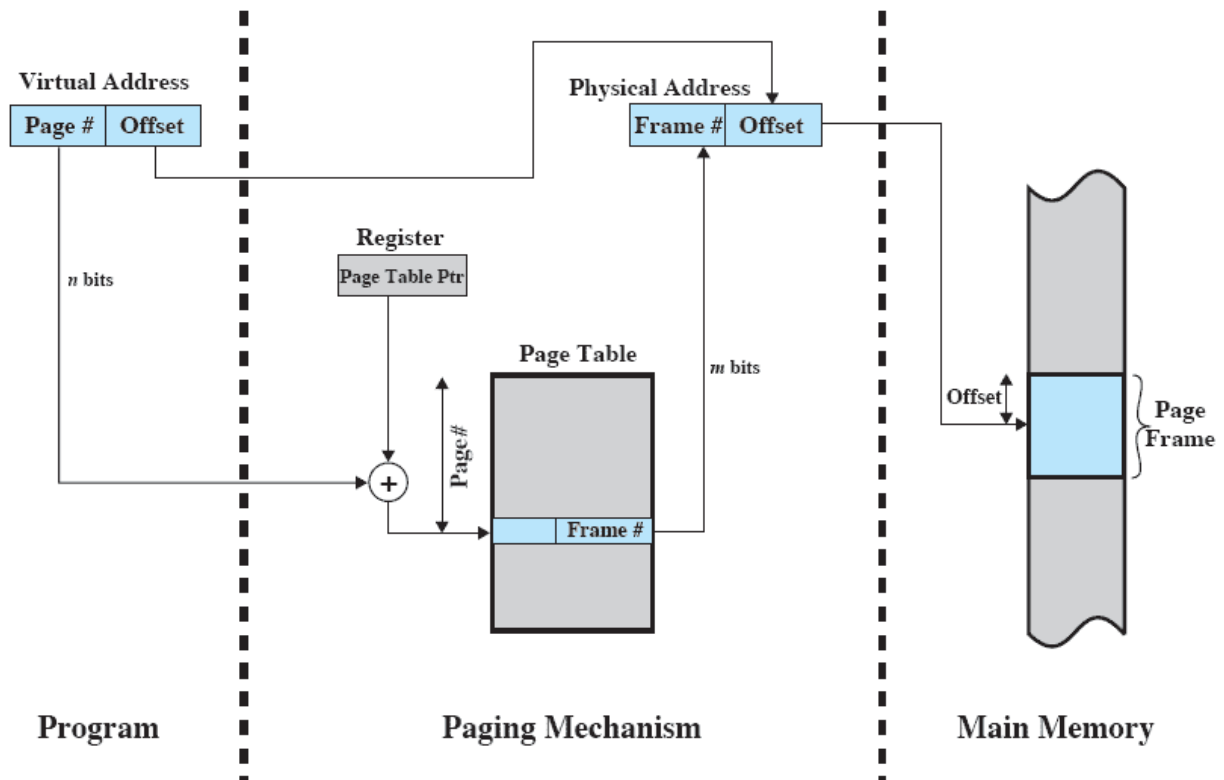 Virtual Address
Page #
Offset
n bits
Physical Address
Frame #
Offset
Register
Page Table Ptr
+
Page Table
Page#
Frame #
m bits
Offset
Page
Frame
Program
Paging Mechanism
Main Memory